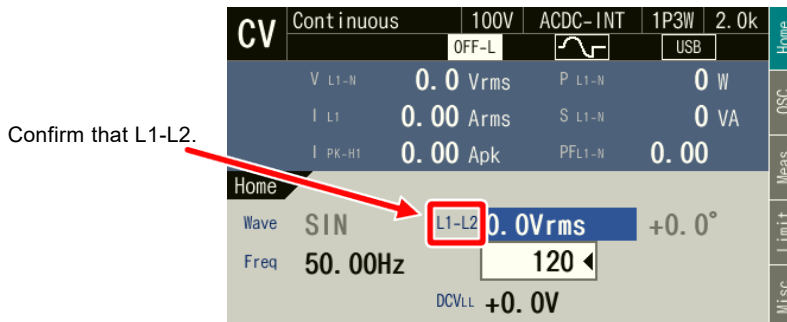 CV Continuous 100V ACDC-INT 1P3W 2.0k
OFF-L USB
V L1-N 0.0 Vrms P L1-N 0 W
I L1 0.00 Arms S L1-N 0 VA
I PK-H1 0.00 Apk PFL1-N 0.00
Confirm that L1-L2.
Home
Wave SIN L1-L2 0.0Vrms +0.0°
Freq 50.00Hz 120
DCVLL +0.0V
Home
OSC
Meas
Limit
Misc